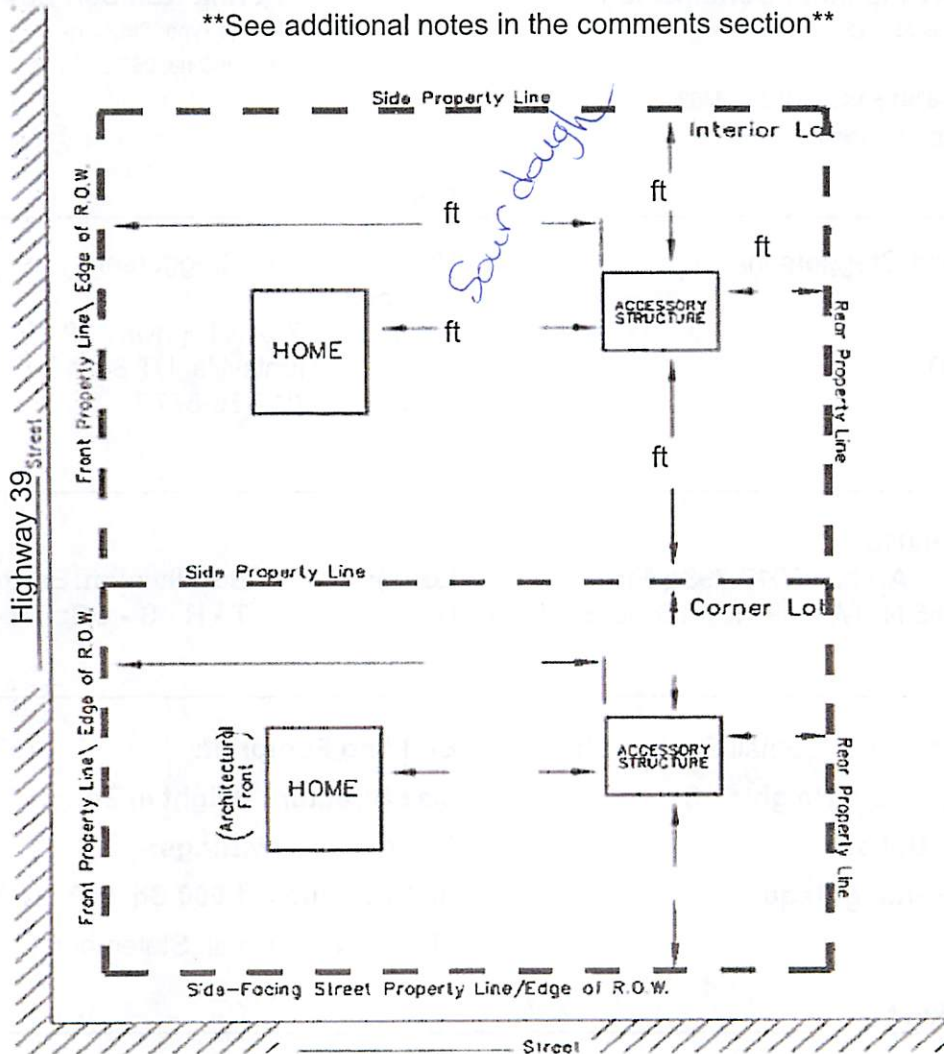 **See additional notes in the comments section**
Side Property Line
Interior Lot
Sour dough
ft
ft
ft
Front Property Line\ Edge of R.O.W.
HOME
ft
ACCESSORY
STRUCTURE
Rear Property Line
ft
Highway 39 Street
Side Property Line
Corner Lot
Front Property Line\ Edge of R.O.W.
(Architectural
Front)
HOME
ACCESSORY
STRUCTURE
Rear Property Line
Side-Facing Street Property Line/Edge of R.O.W.
Street